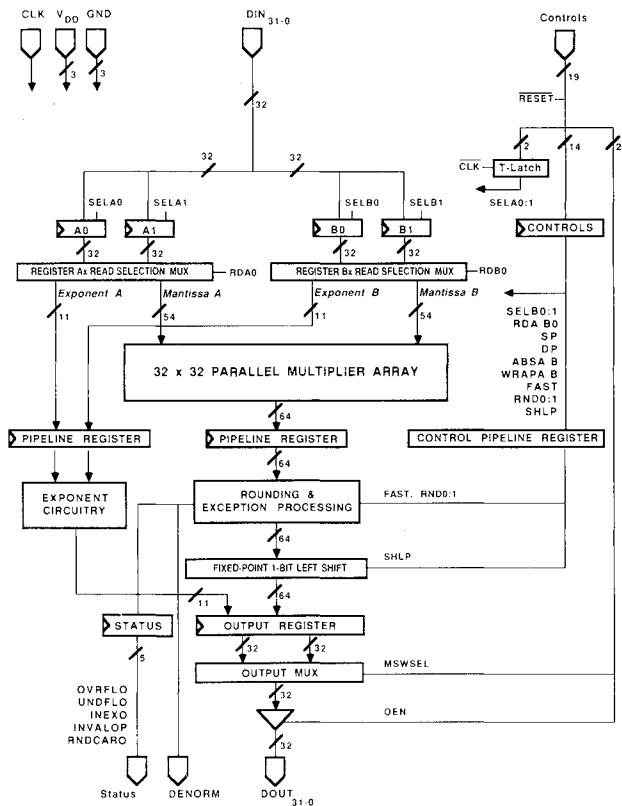 CLK V DD GND DIN 31-0 Controls
3 3 19
32 RESET
32 32 2 14 2
CLK T-Latch
SELA0 SELA1 SELB0 SELB1 SELA0:1
A0 A1 B0 B1 CONTROLS
32 32 32 32
REGISTER Ax READ SELECTION MUX RDA0 REGISTER Bx READ SFLECTION MUX RDB0
Exponent A Mantissa A Exponent B Mantissa B
11 54 11 54
SELB0:1
RDA B0
SP
DP
ABSA B
WRAPA B
FAST
RND0:1
SHLP
32 x 32 PARALLEL MULTIPLIER ARRAY
64
PIPELINE REGISTER PIPELINE REGISTER CONTROL PIPELINE REGISTER
64
EXPONENT
CIRCUITRY
ROUNDING &
EXCEPTION PROCESSING
FAST. RND0:1
64
FIXED-POINT 1-BIT LEFT SHIFT SHLP
11 64
STATUS OUTPUT REGISTER
5 32 32
OUTPUT MUX MSWSEL
32
OVRFLO
UNDFLO
INEXO
INVALOP
RNDCARO
OEN
32
Status DENORM DOUT 31-0